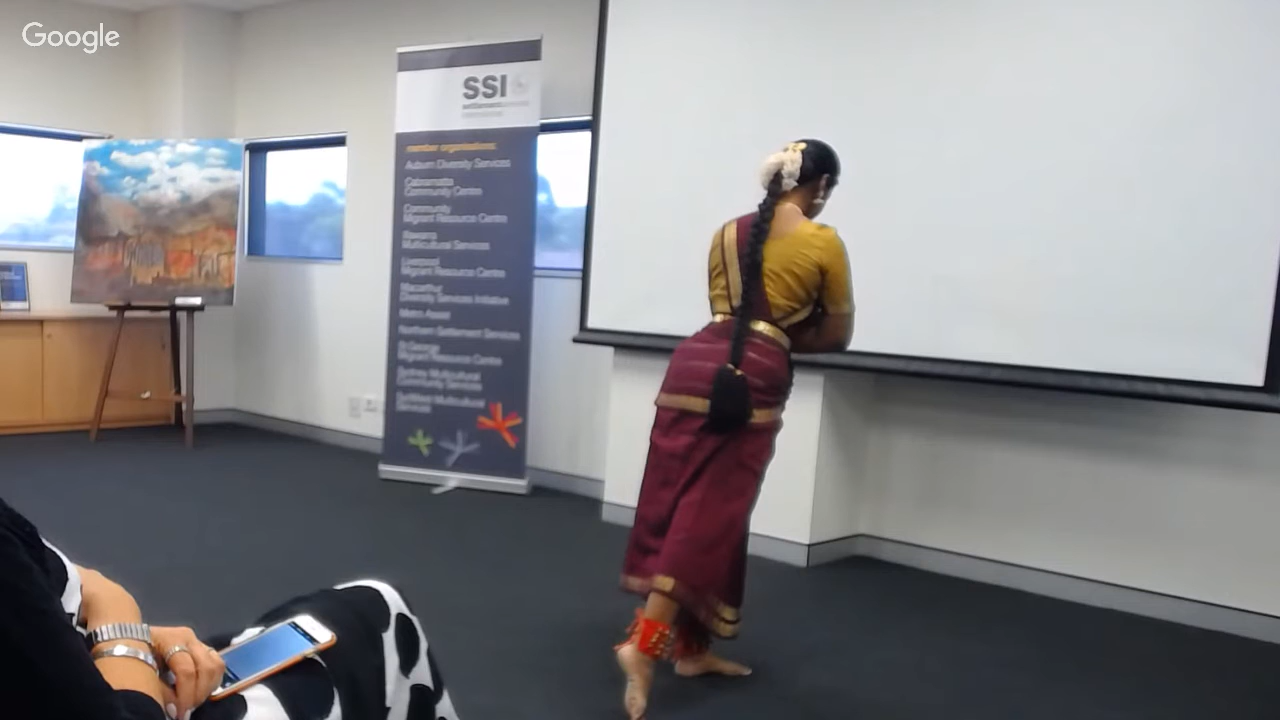 Google
SSI
settlement
member organisations:
Auburn Diversity Services
Cabramatta
Community Centre
Community
Migrant Resource Centre
Illawarra
Multicultural Services
Liverpool
Migrant Resource Centre
Macarthur
Diversity Services Initiative
Metro Assist
Northern Settlement Services
St George
Migrant Resource Centre
Sydney Multicultural
Community Services
Multicultural
Services